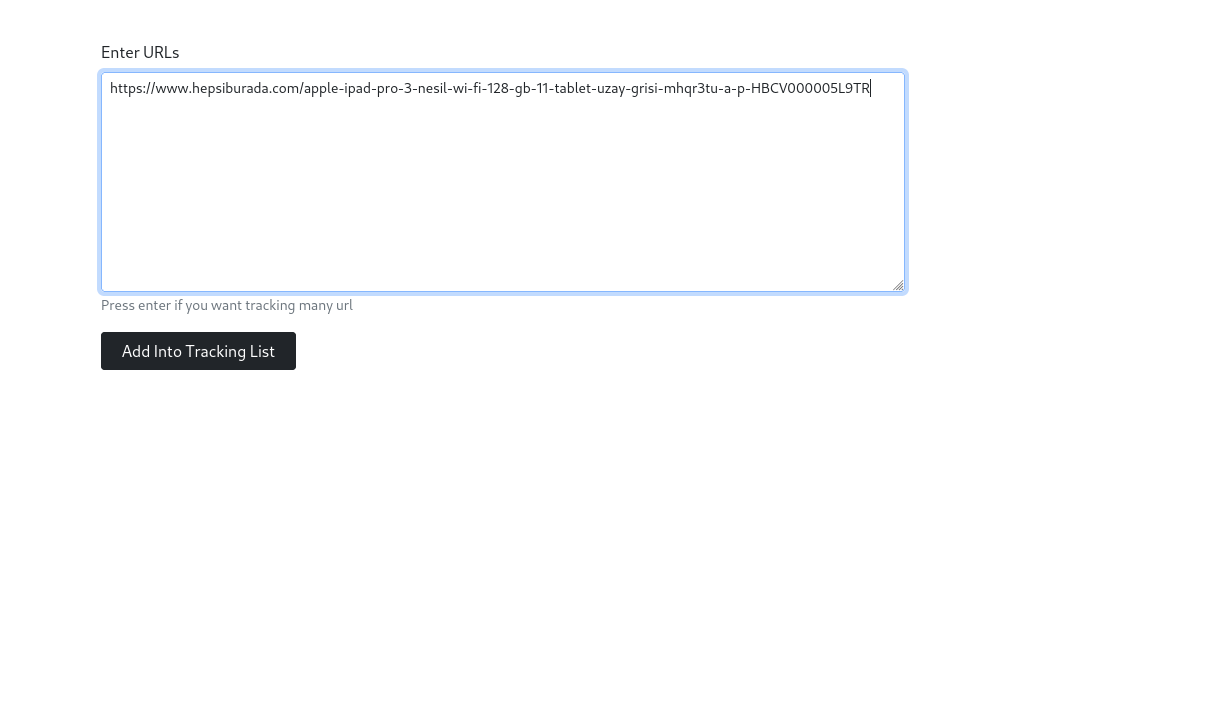 Enter URLs
https://www.hepsiburada.com/apple-ipad-pro-3-nesil-wi-fi-128-gb-11-tablet-uzay-grisi-mhqr3tu-a-p-HBCV000005L9TR
Press enter if you want tracking many url
Add Into Tracking List